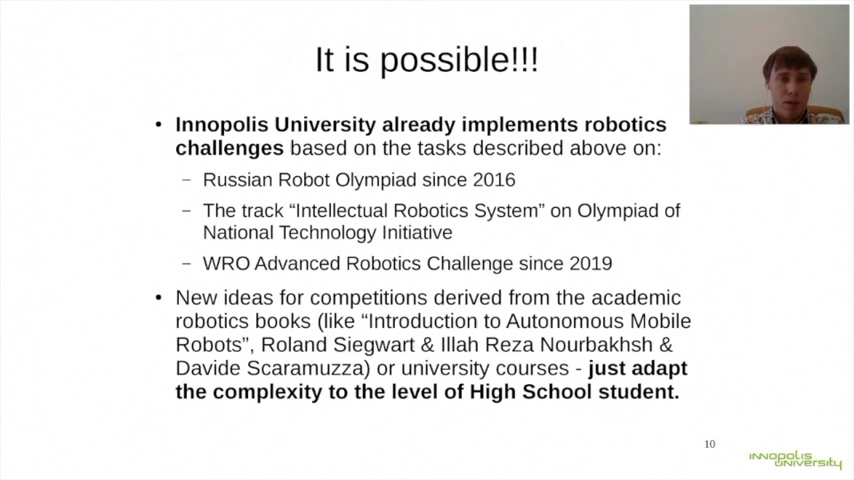 It is possible!!!
• Innopolis University already implements robotics
challenges based on the tasks described above on:
– Russian Robot Olympiad since 2016
– The track “Intellectual Robotics System” on Olympiad of
National Technology Initiative
– WRO Advanced Robotics Challenge since 2019
• New ideas for competitions derived from the academic
robotics books (like “Introduction to Autonomous Mobile
Robots”, Roland Siegwart & Illah Reza Nourbakhsh &
Davide Scaramuzza) or university courses - just adapt
the complexity to the level of High School student.
10
INNOPOLIS
UNIVERSITY